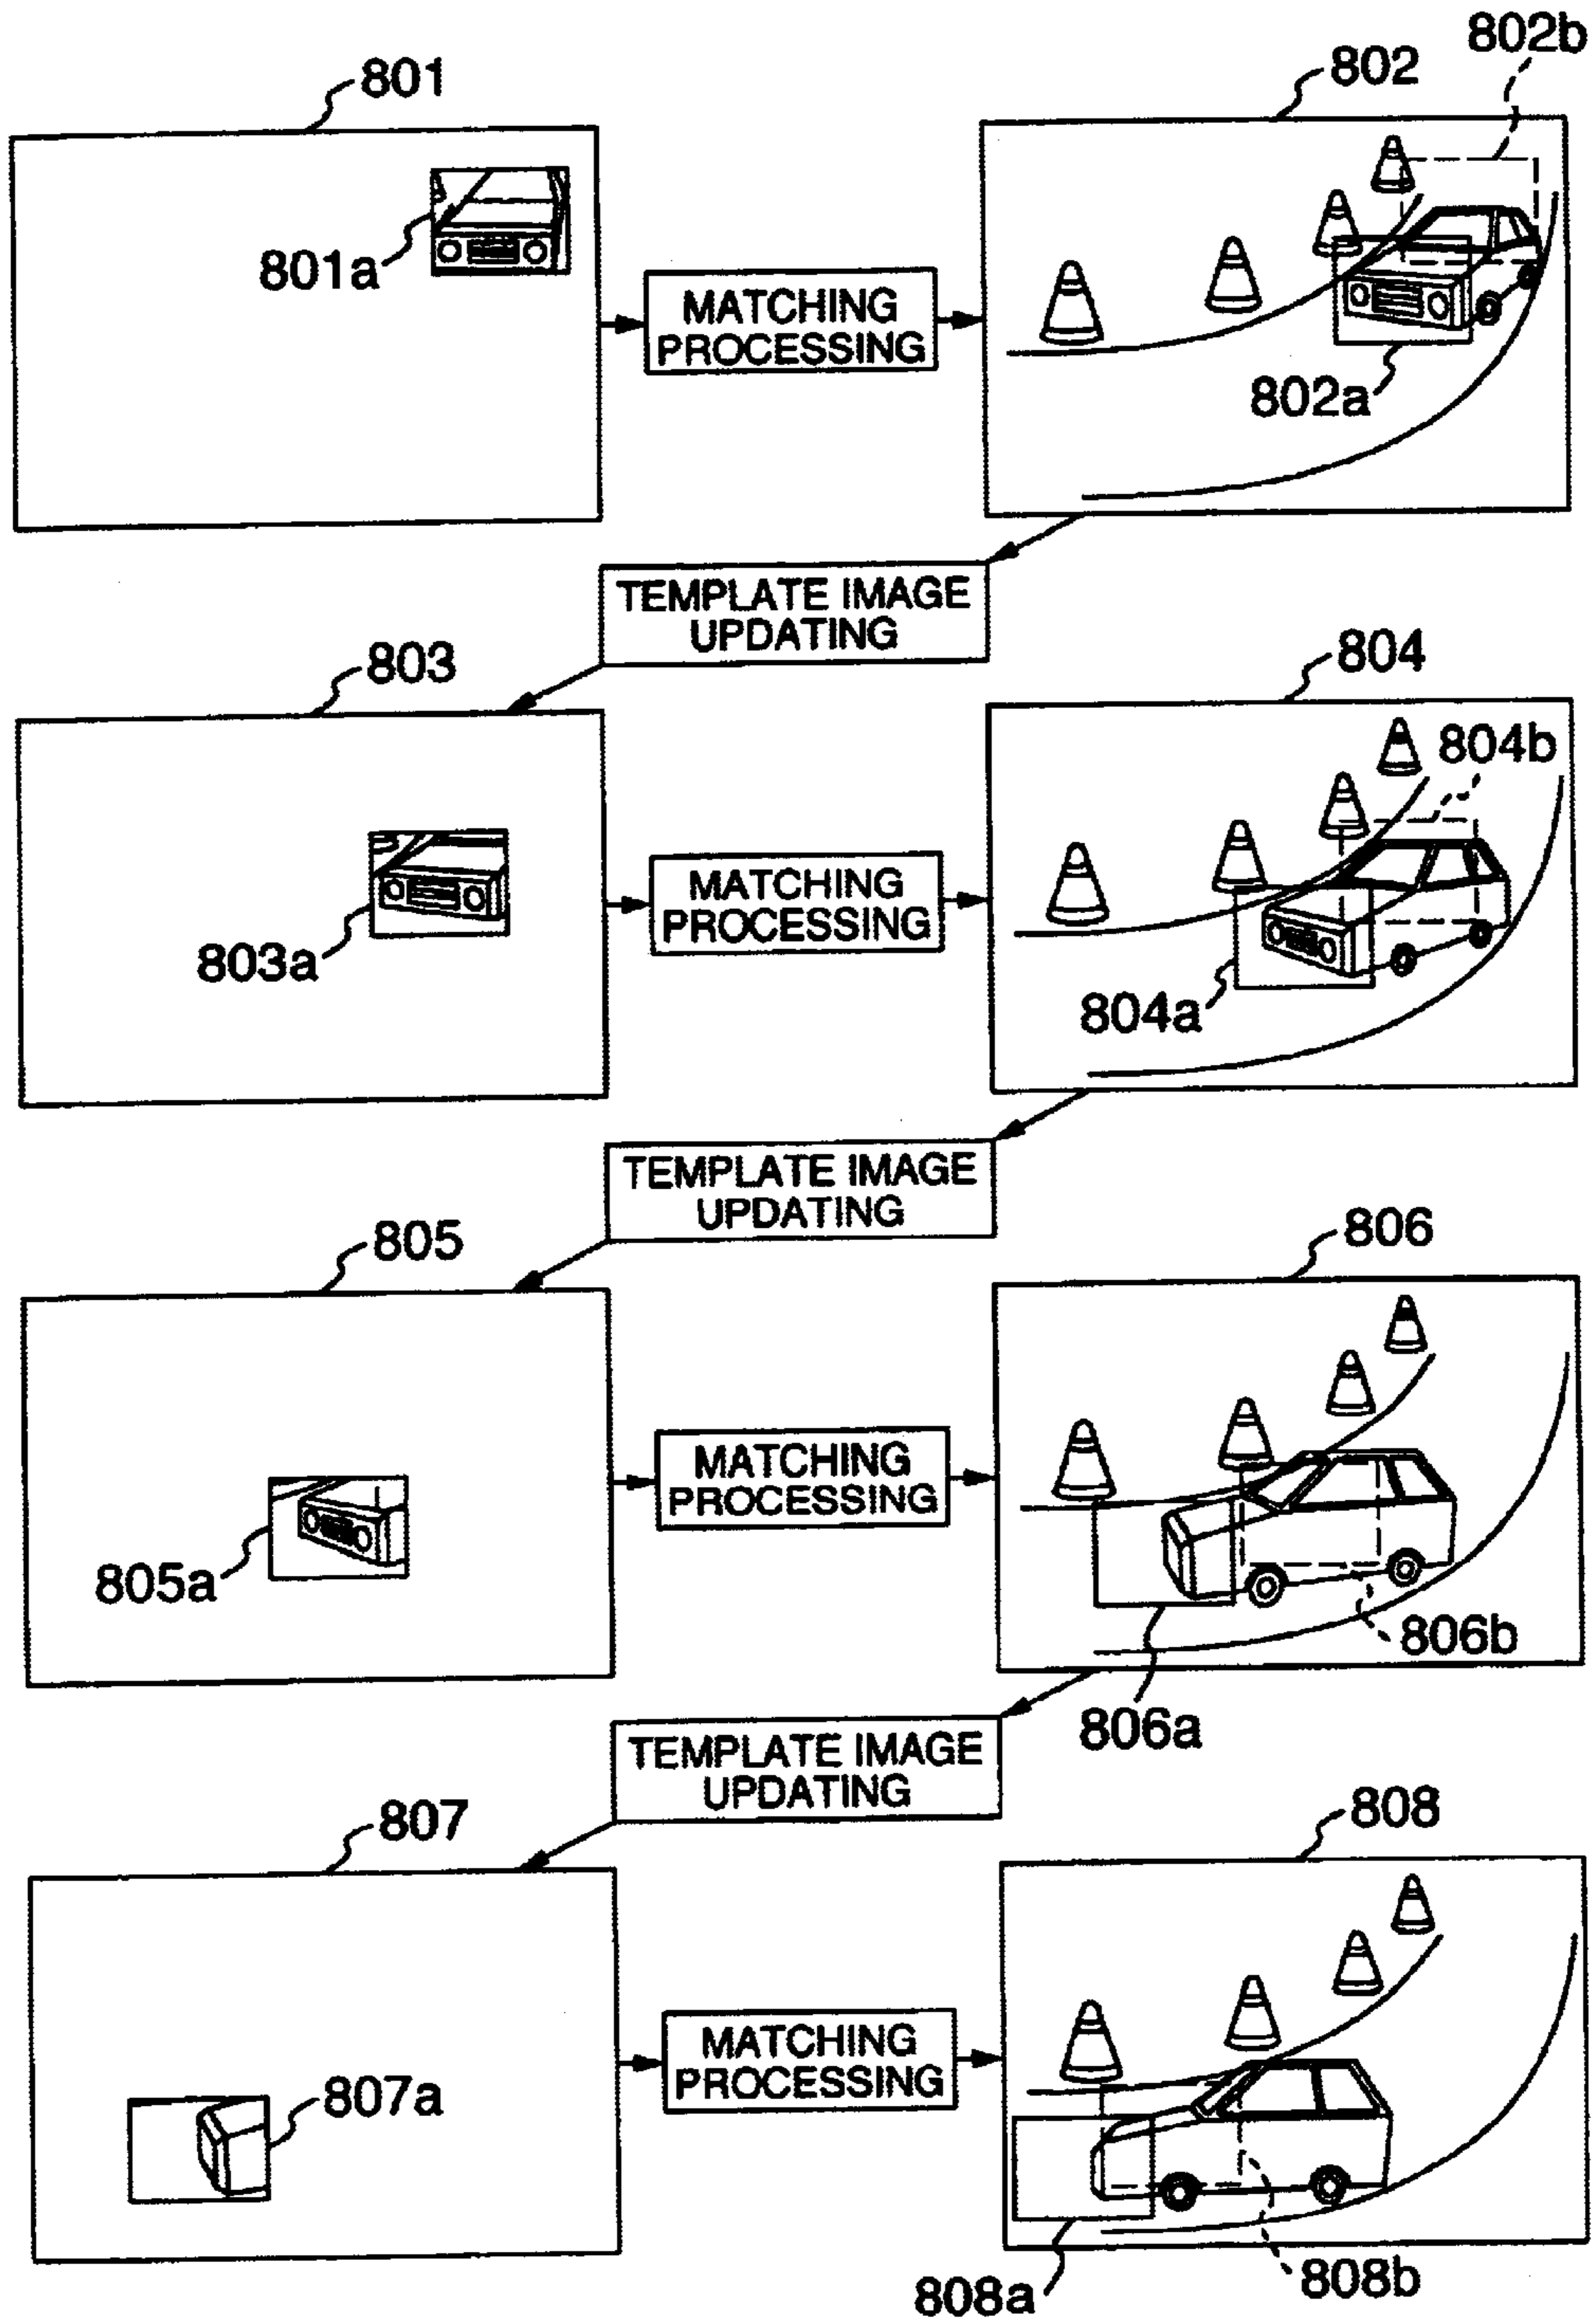 802b
801
802
801a
MATCHING
PROCESSING
802a
TEMPLATE IMAGE
UPDATING
803
804
804b
MATCHING
PROCESSING
803a
804a
TEMPLATE IMAGE
UPDATING
805
806
MATCHING
PROCESSING
805a
806b
806a
TEMPLATE IMAGE
UPDATING
807
808
MATCHING
PROCESSING
807a
808b
808a